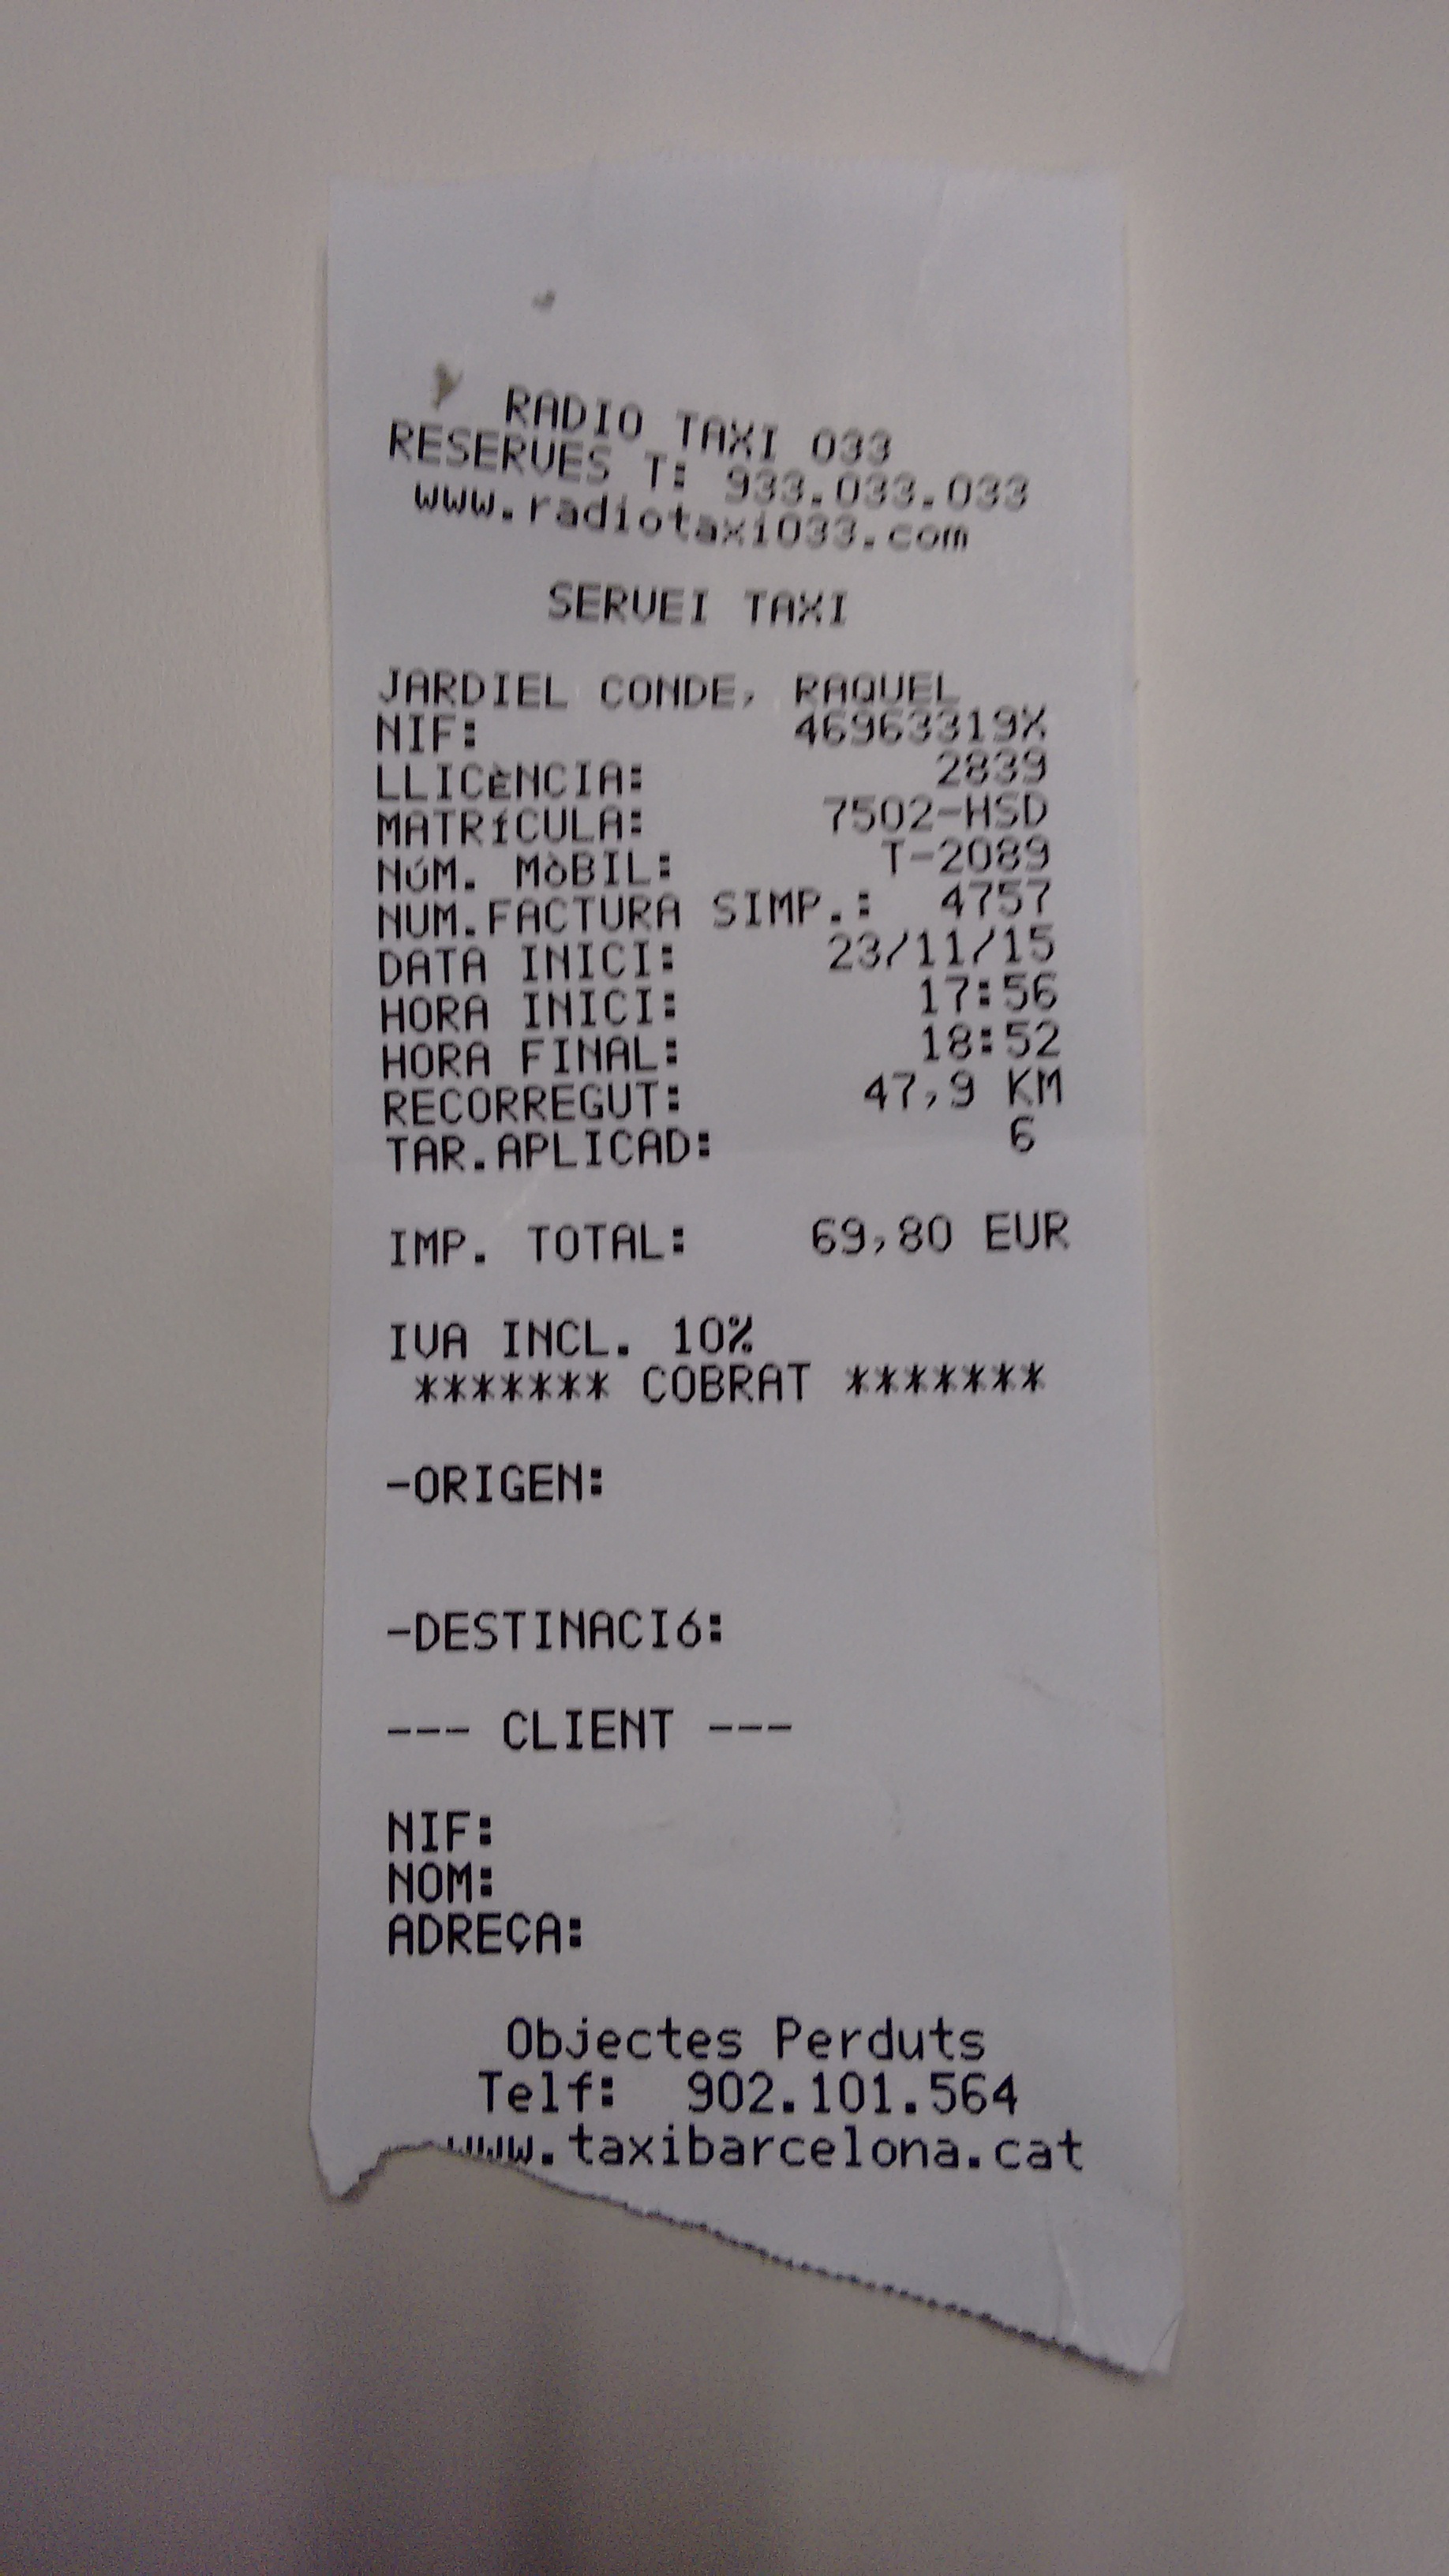 RADIO TAXI 033
RESERVES T: 933.033.033
www.radiotaxi033.com
SERVEI TAXI
JARDIEL CONDE, RAQUEL
NIF: 46963319X
LLICÈNCIA: 2839
MATRÍCULA: 7502-HSD
NÚM. MÒBIL: T-2089
NUM.FACTURA SIMP.: 4757
DATA INICI: 23/11/15
HORA INICI: 17:56
HORA FINAL: 18:52
RECORREGUT: 47,9 KM
TAR.APLICAD: 6
IMP. TOTAL: 69,80 EUR
IVA INCL. 10%
******* COBRAT *******
-ORIGEN:
-DESTINACIÓ:
--- CLIENT ---
NIF:
NOM:
ADREÇA:
Objectes Perduts
Telf: 902.101.564
www.taxibarcelona.cat